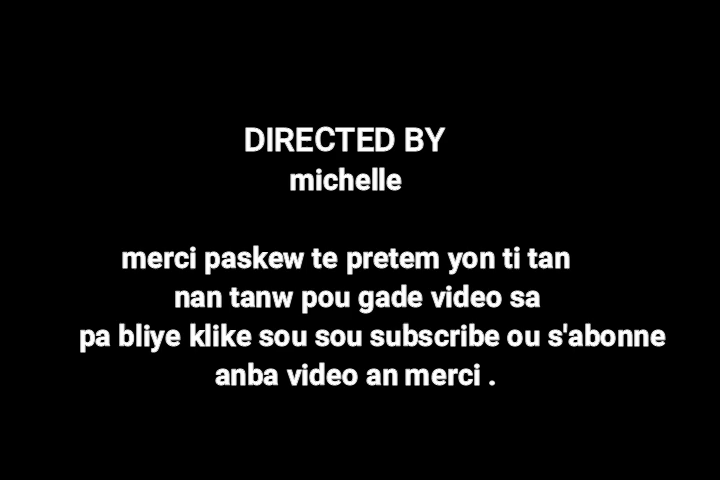 DIRECTED BY
michelle
merci paskew te pretem yon ti tan
nan tanw pou gade video sa
pa bliye klike sou sou subscribe ou s'abonne
anba video an merci .